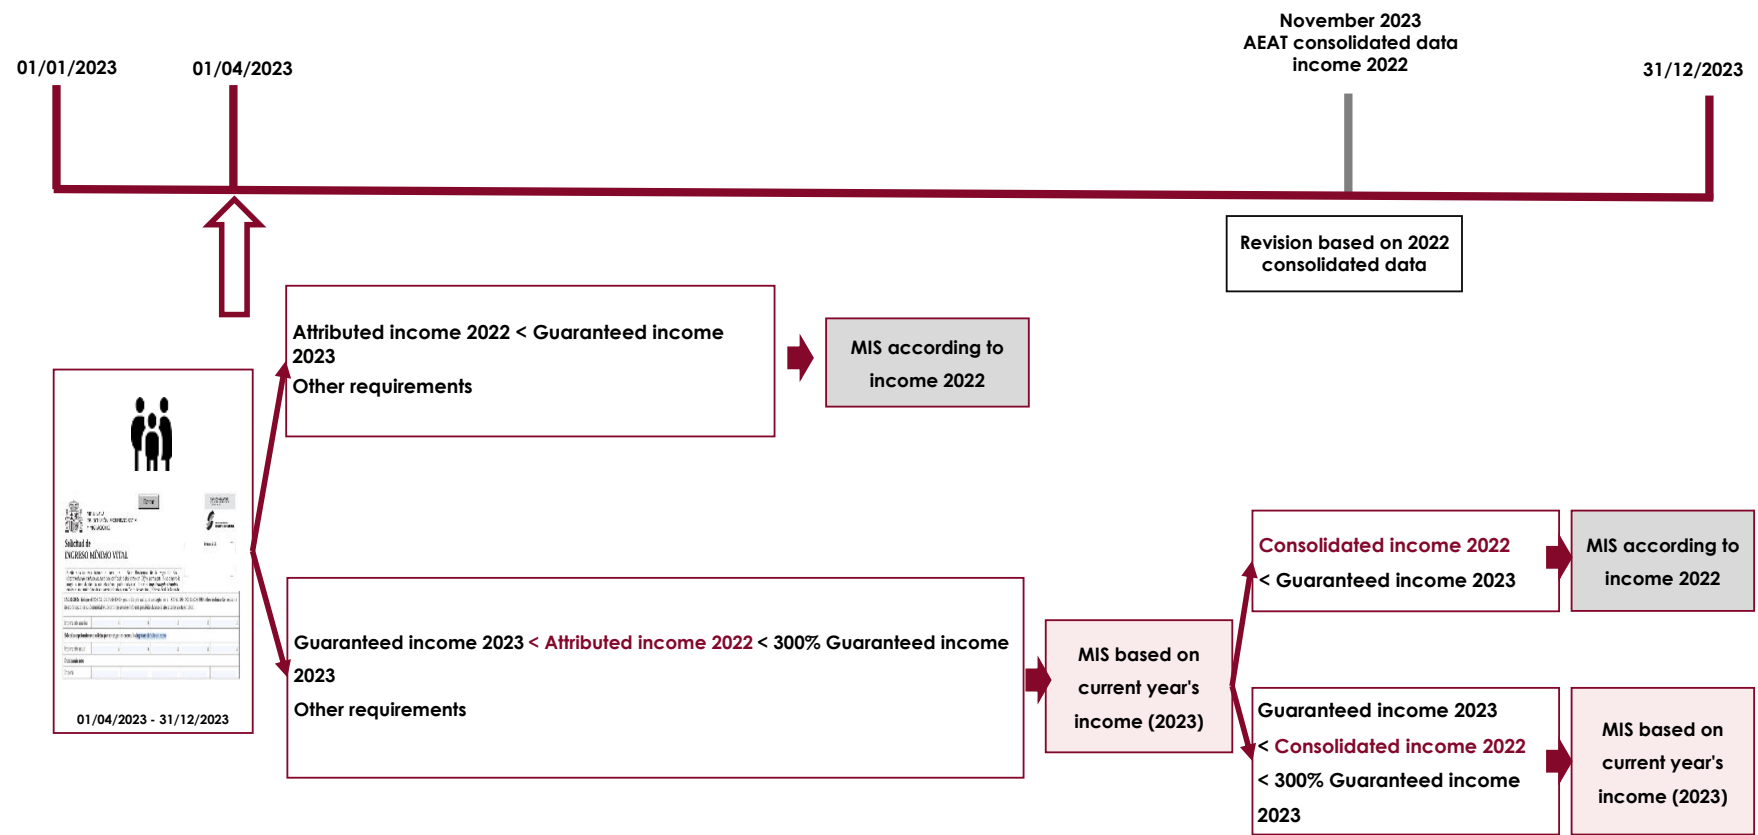 November 2023
AEAT consolidated data
income 2022
01/01/2023
01/04/2023
31/12/2023
Revision based on 2022
consolidated data
Attributed income 2022 < Guaranteed income
2023
Other requirements
MIS according to
income 2022
Solicitud de
INGRESO MÍNIMO VITAL
01/04/2023 - 31/12/2023
Guaranteed income 2023 < Attributed income 2022 < 300% Guaranteed income
2023
Other requirements
MIS based on
current year's
income (2023)
Consolidated income 2022
< Guaranteed income 2023
MIS according to
income 2022
Guaranteed income 2023
< Consolidated income 2022
< 300% Guaranteed income
2023
MIS based on
current year's
income (2023)